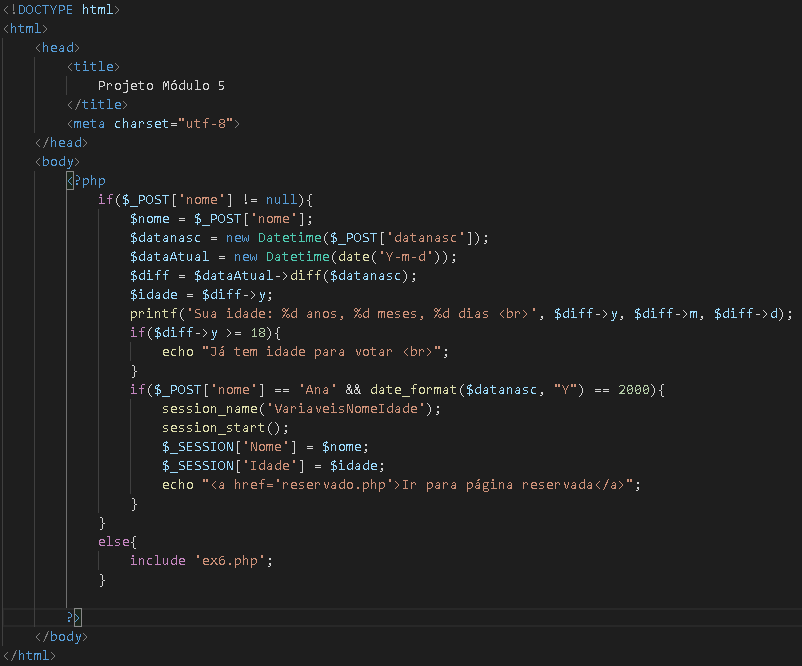 <!DOCTYPE html>
<html>
    <head>
        <title>
            Projeto Módulo 5
        </title>
        <meta charset="utf-8">
    </head>
    <body>
        <?php
            if($_POST['nome'] != null){
                $nome = $_POST['nome'];
                $datanasc = new Datetime($_POST['datanasc']);
                $dataAtual = new Datetime(date('Y-m-d'));
                $diff = $dataAtual->diff($datanasc);
                $idade = $diff->y;
                printf('Sua idade: %d anos, %d meses, %d dias <br>', $diff->y, $diff->m, $diff->d);
                if($diff->y >= 18){
                    echo "Já tem idade para votar <br>";
                }
                if($_POST['nome'] == 'Ana' && date_format($datanasc, "Y") == 2000){
                    session_name('VariaveisNomeIdade');
                    session_start();
                    $_SESSION['Nome'] = $nome;
                    $_SESSION['Idade'] = $idade;
                    echo "<a href='reservado.php'>Ir para página reservada</a>";
                }
            }
            else{
                include 'ex6.php';
            }

        ?>
    </body>
</html>